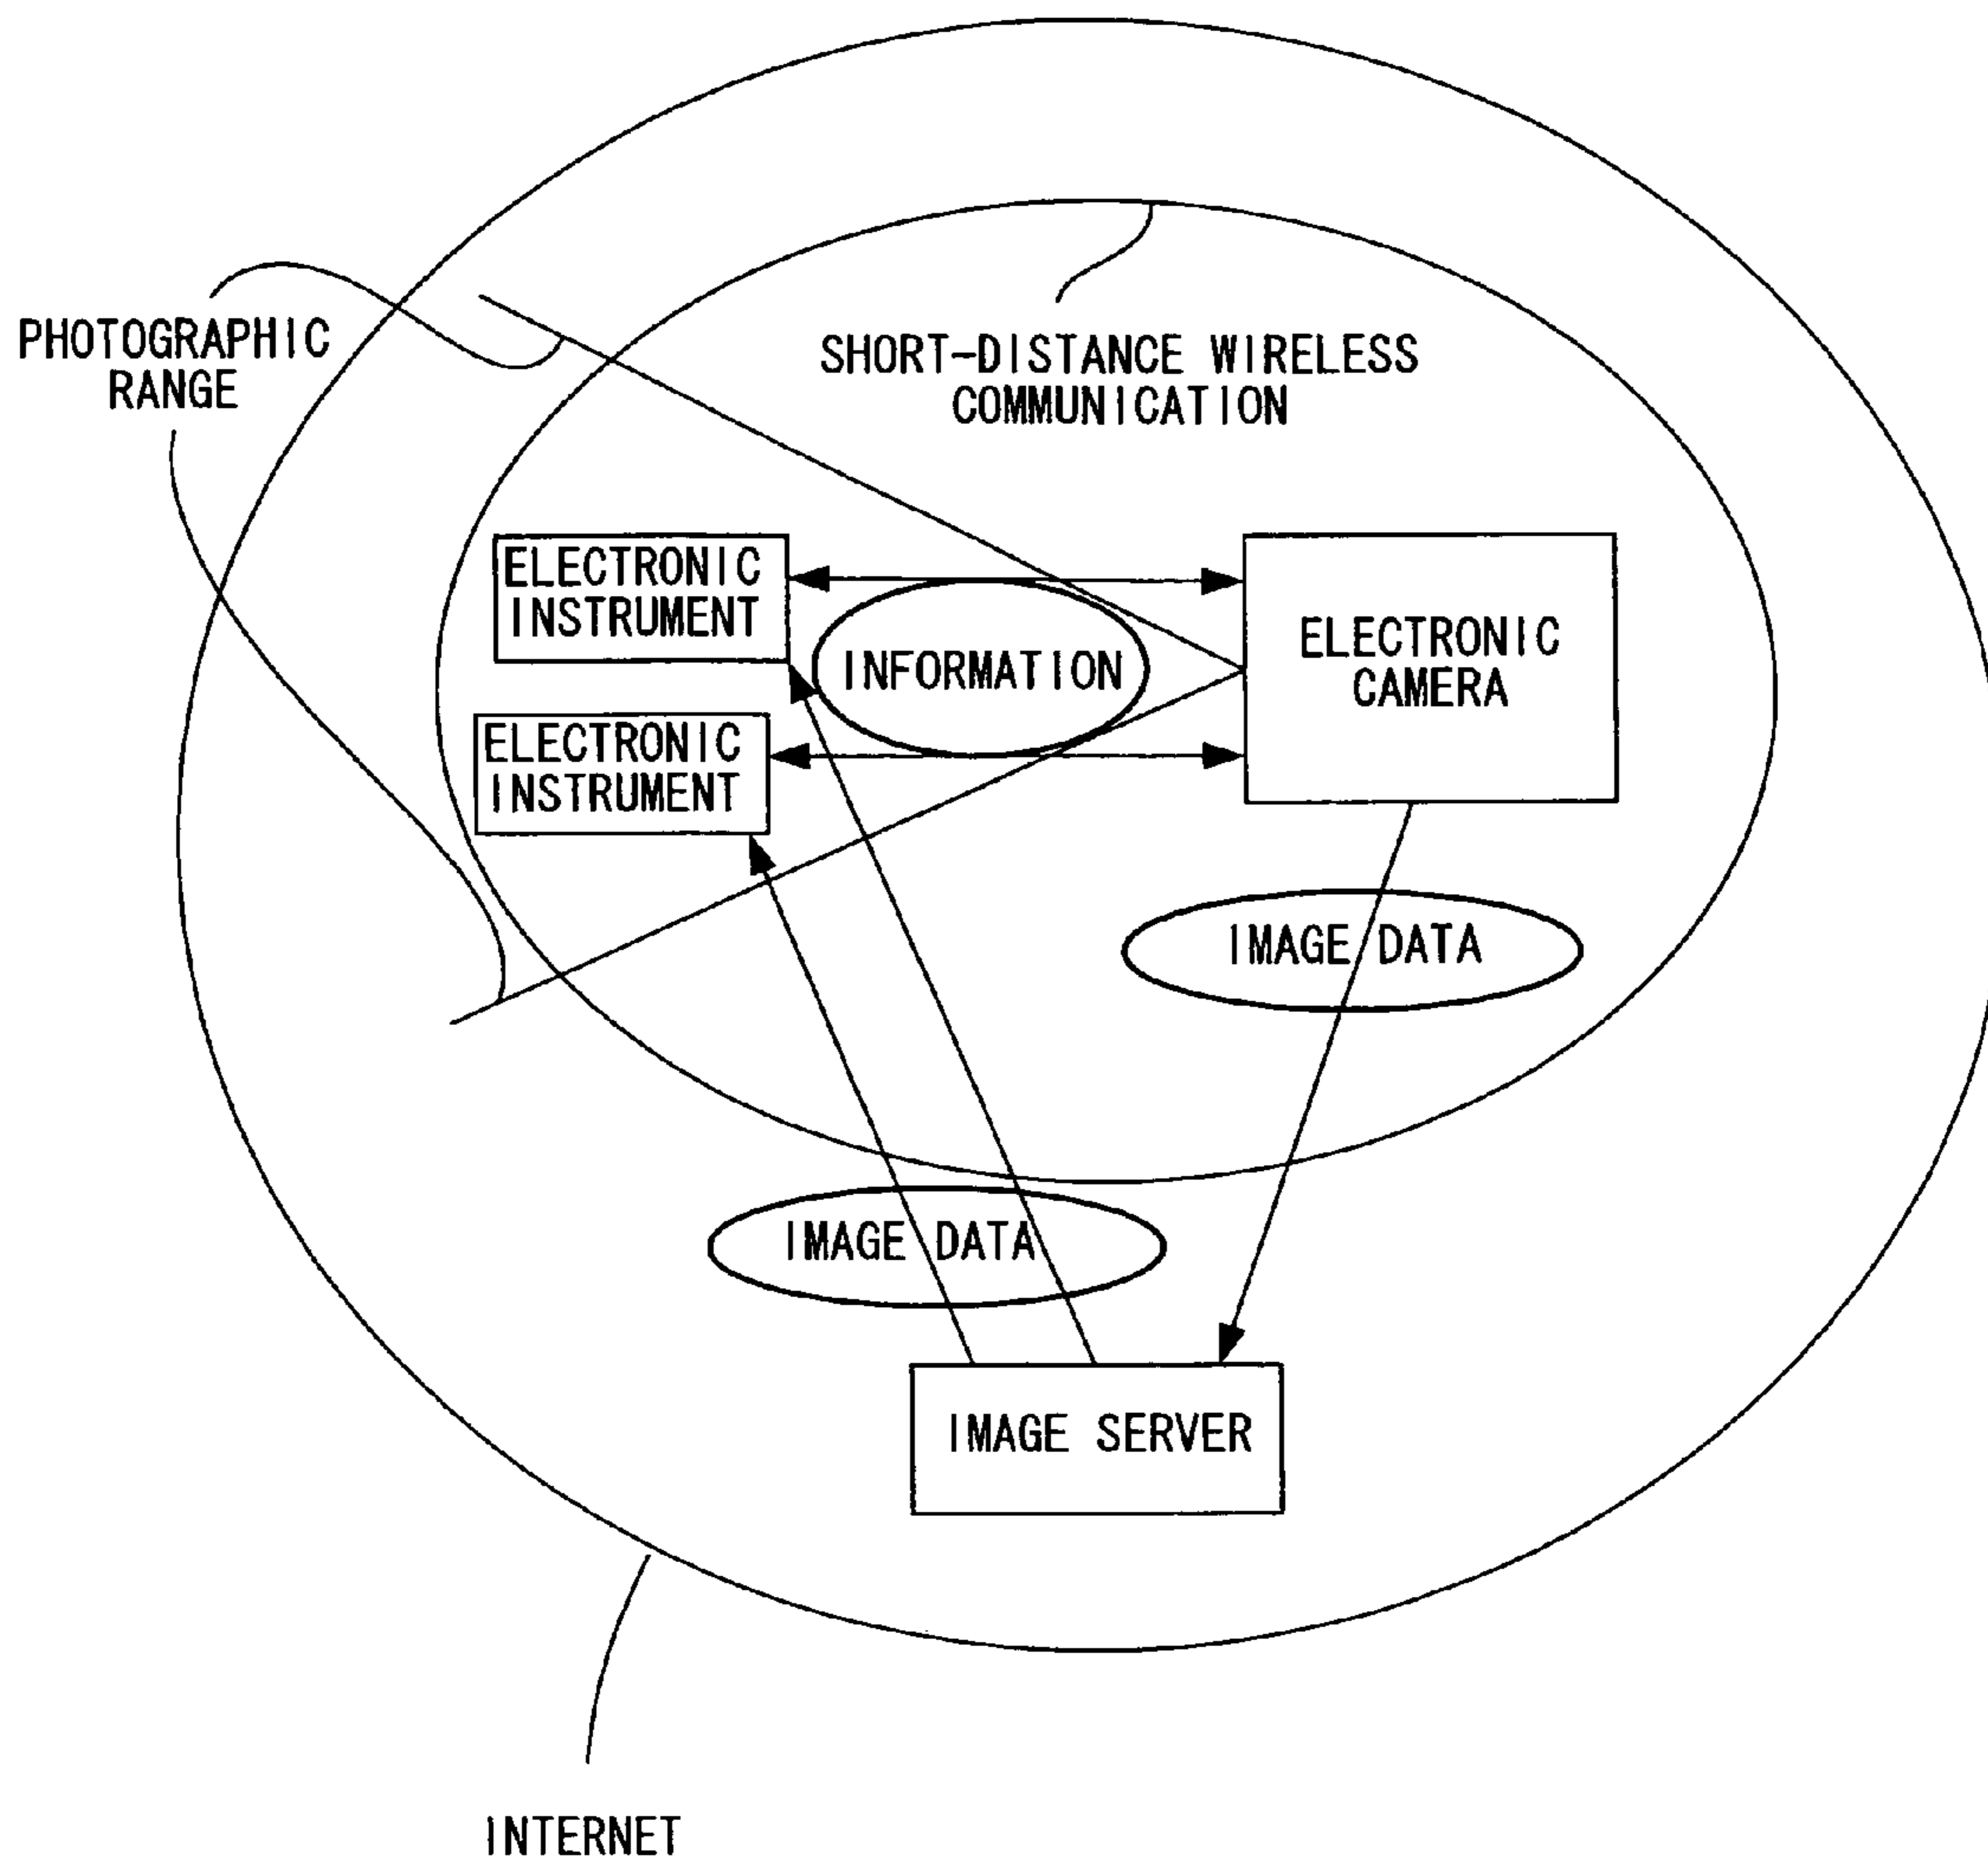 PHOTOGRAPHIC
RANGE
SHORT-DISTANCE WIRELESS
COMMUNICATION
ELECTRONIC
INSTRUMENT
INFORMATION
ELECTRONIC
CAMERA
ELECTRONIC
INSTRUMENT
IMAGE DATA
IMAGE DATA
IMAGE SERVER
INTERNET